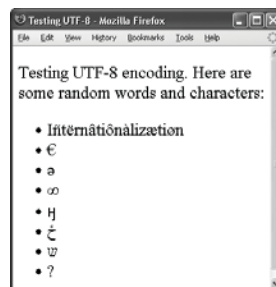 Testing UTF-8 - Mozilla Firefox
File Edit View History Bookmarks Tools Help
Testing UTF-8 encoding. Here are
some random words and characters:
• Iñtërnâtiônàlizætiøn
• €
• ə
• ∞
•
•
•
• ?